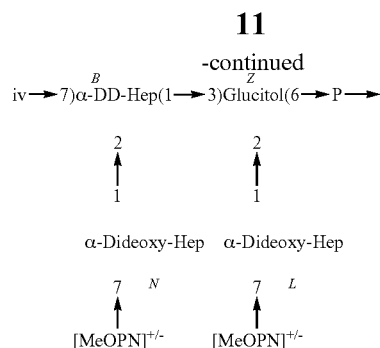 11
-continued
B Z
iv → 7)α-DD-Hep(1 → 3)Glucitol(6 → P →
2 2
1 1
α-Dideoxy-Hep α-Dideoxy-Hep
7 N 7 L
[MeOPN]+/- [MeOPN]+/-